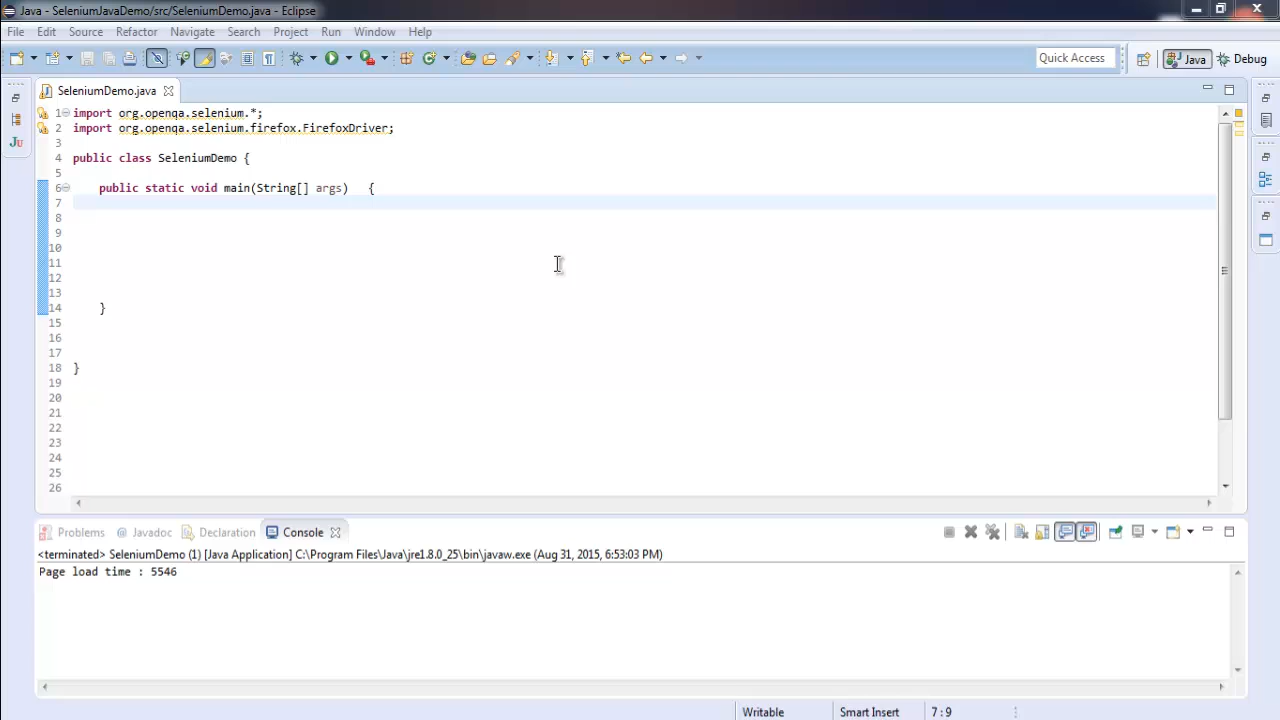 Java - SeleniumJavaDemo/src/SeleniumDemo.java - Eclipse
File Edit Source Refactor Navigate Search Project Run Window Help
Quick Access Java Debug
SeleniumDemo.java
1 import org.openqa.selenium.*;
2 import org.openqa.selenium.firefox.FirefoxDriver;
3
4 public class SeleniumDemo {
5
6 public static void main(String[] args) {
7
8
9
10
11
12
13
14 }
15
16
17
18 }
19
20
21
22
23
24
25
26
Problems @ Javadoc Declaration Console
<terminated> SeleniumDemo (1) [Java Application] C:\Program Files\Java\jre1.8.0_25\bin\javaw.exe (Aug 31, 2015, 6:53:03 PM)
Page load time : 5546
Writable Smart Insert 7 : 9